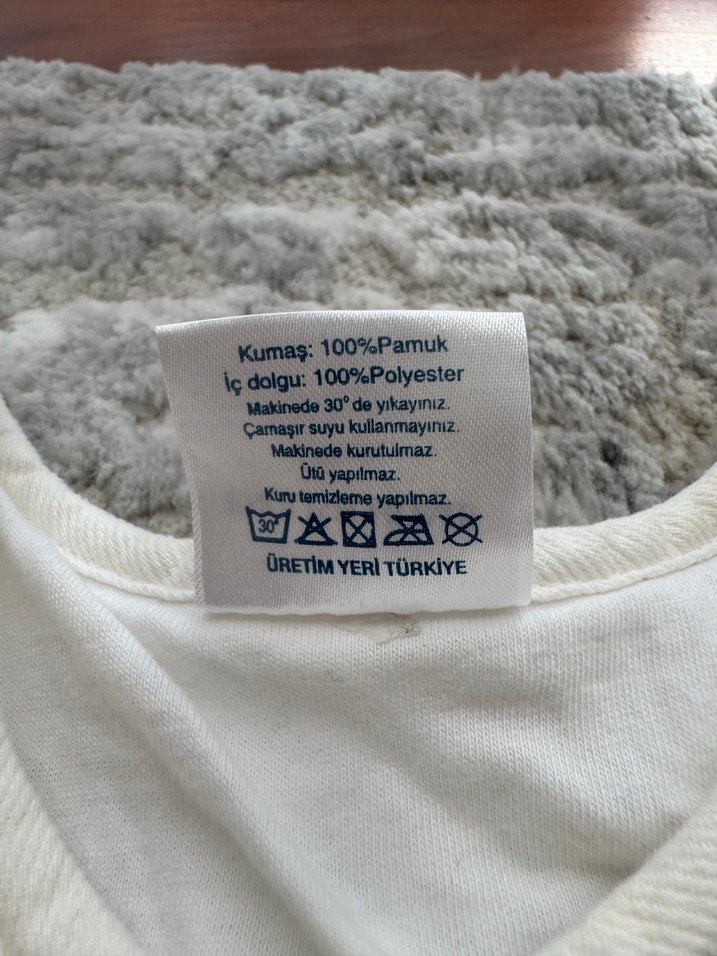 Kumaş: 100%Pamuk
İç dolgu: 100%Polyester
Makinede 30° de yıkayınız.
Çamaşır suyu kullanmayınız.
Makinede kurutulmaz.
Ütü yapılmaz.
Kuru temizleme yapılmaz.
30°
ÜRETİM YERİ TÜRKİYE